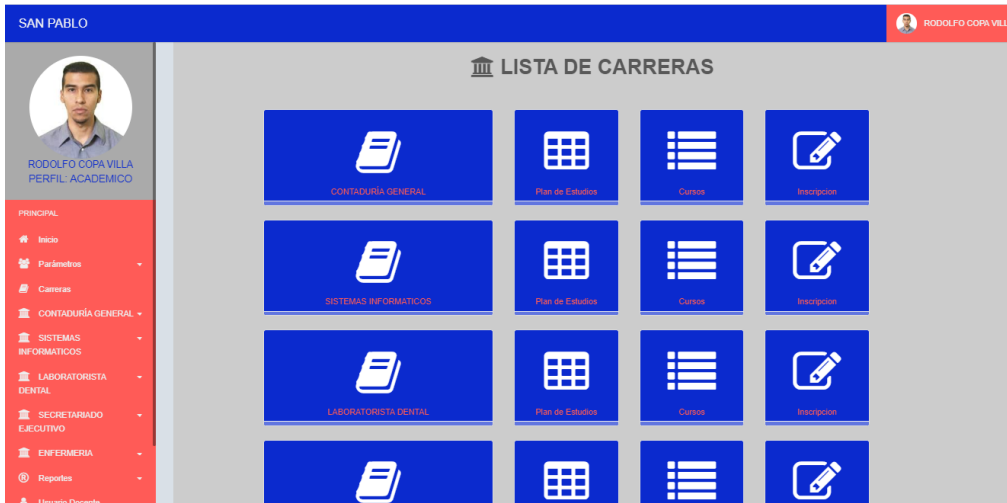 SAN PABLO
RODOLFO COPA VILL
RODOLFO COPA VILLA
PERFIL: ACADEMICO
PRINCIPAL
Inicio
Parámetros
Carreras
CONTADURÍA GENERAL
SISTEMAS
INFORMATICOS
LABORATORISTA
DENTAL
SECRETARIADO
EJECUTIVO
ENFERMERIA
Reportes
Usuario Docente
LISTA DE CARRERAS
CONTADURÍA GENERAL
Plan de Estudios
Cursos
Inscripcion
SISTEMAS INFORMATICOS
Plan de Estudios
Cursos
Inscripcion
LABORATORISTA DENTAL
Plan de Estudios
Cursos
Inscripcion